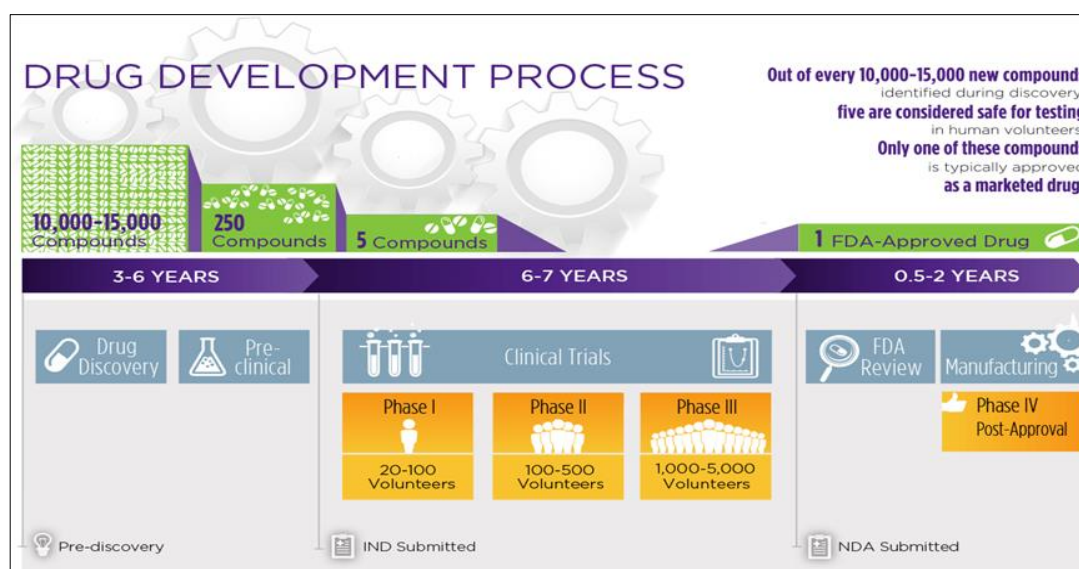 DRUG DEVELOPMENT PROCESS
Out of every 10,000-15,000 new compound
identified during discovery
five are considered safe for testing
in human volunteers
Only one of these compound
is typically approved
as a marketed drug
10,000-15,000
Compounds
250
Compounds
5 Compounds
1 FDA-Approved Drug
3-6 YEARS
6-7 YEARS
0.5-2 YEARS
Drug
Discovery
Pre-
clinical
Clinical Trials
FDA
Review
Manufacturing
Phase I
20-100
Volunteers
Phase II
100-500
Volunteers
Phase III
1,000-5,000
Volunteers
Phase IV
Post-Approval
Pre-discovery
IND Submitted
NDA Submitted